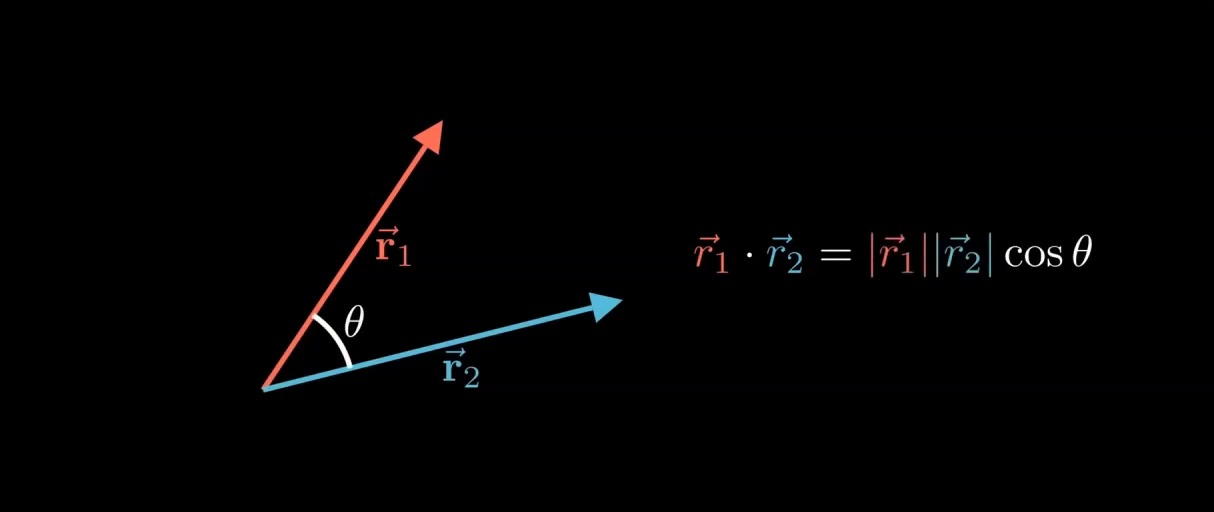 r⃗₁
θ
r⃗₂
r⃗₁ · r⃗₂ = |r⃗₁||r⃗₂| cos θ